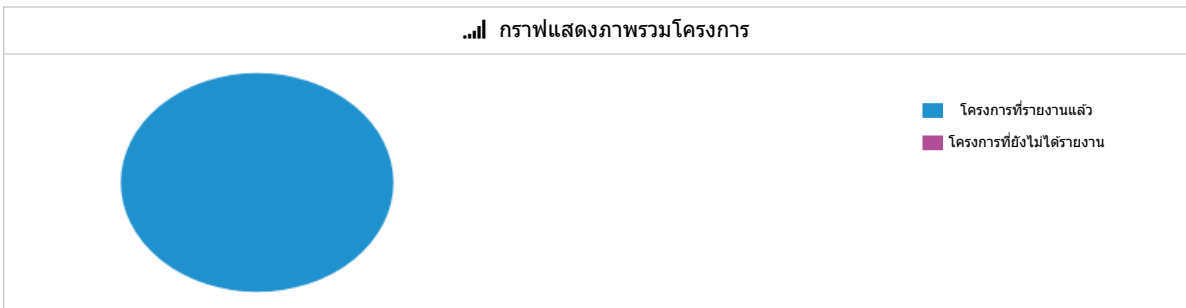 กราฟแสดงภาพรวมโครงการ
โครงการที่รายงานแล้ว
โครงการที่ยังไม่ได้รายงาน